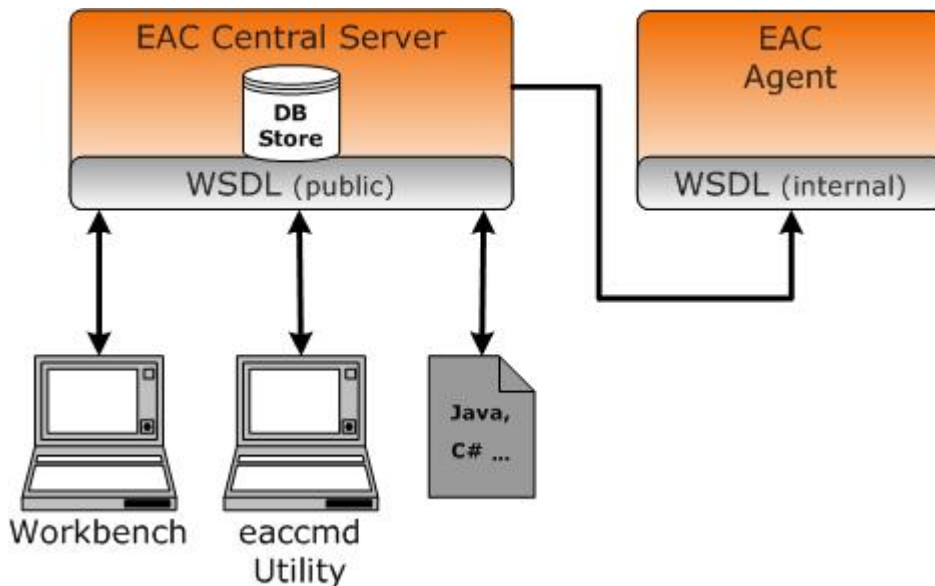 EAC Central Server
DB
Store
WSDL (public)
EAC
Agent
WSDL (internal)
Java,
C# ...
Workbench
eaccmd
Utility